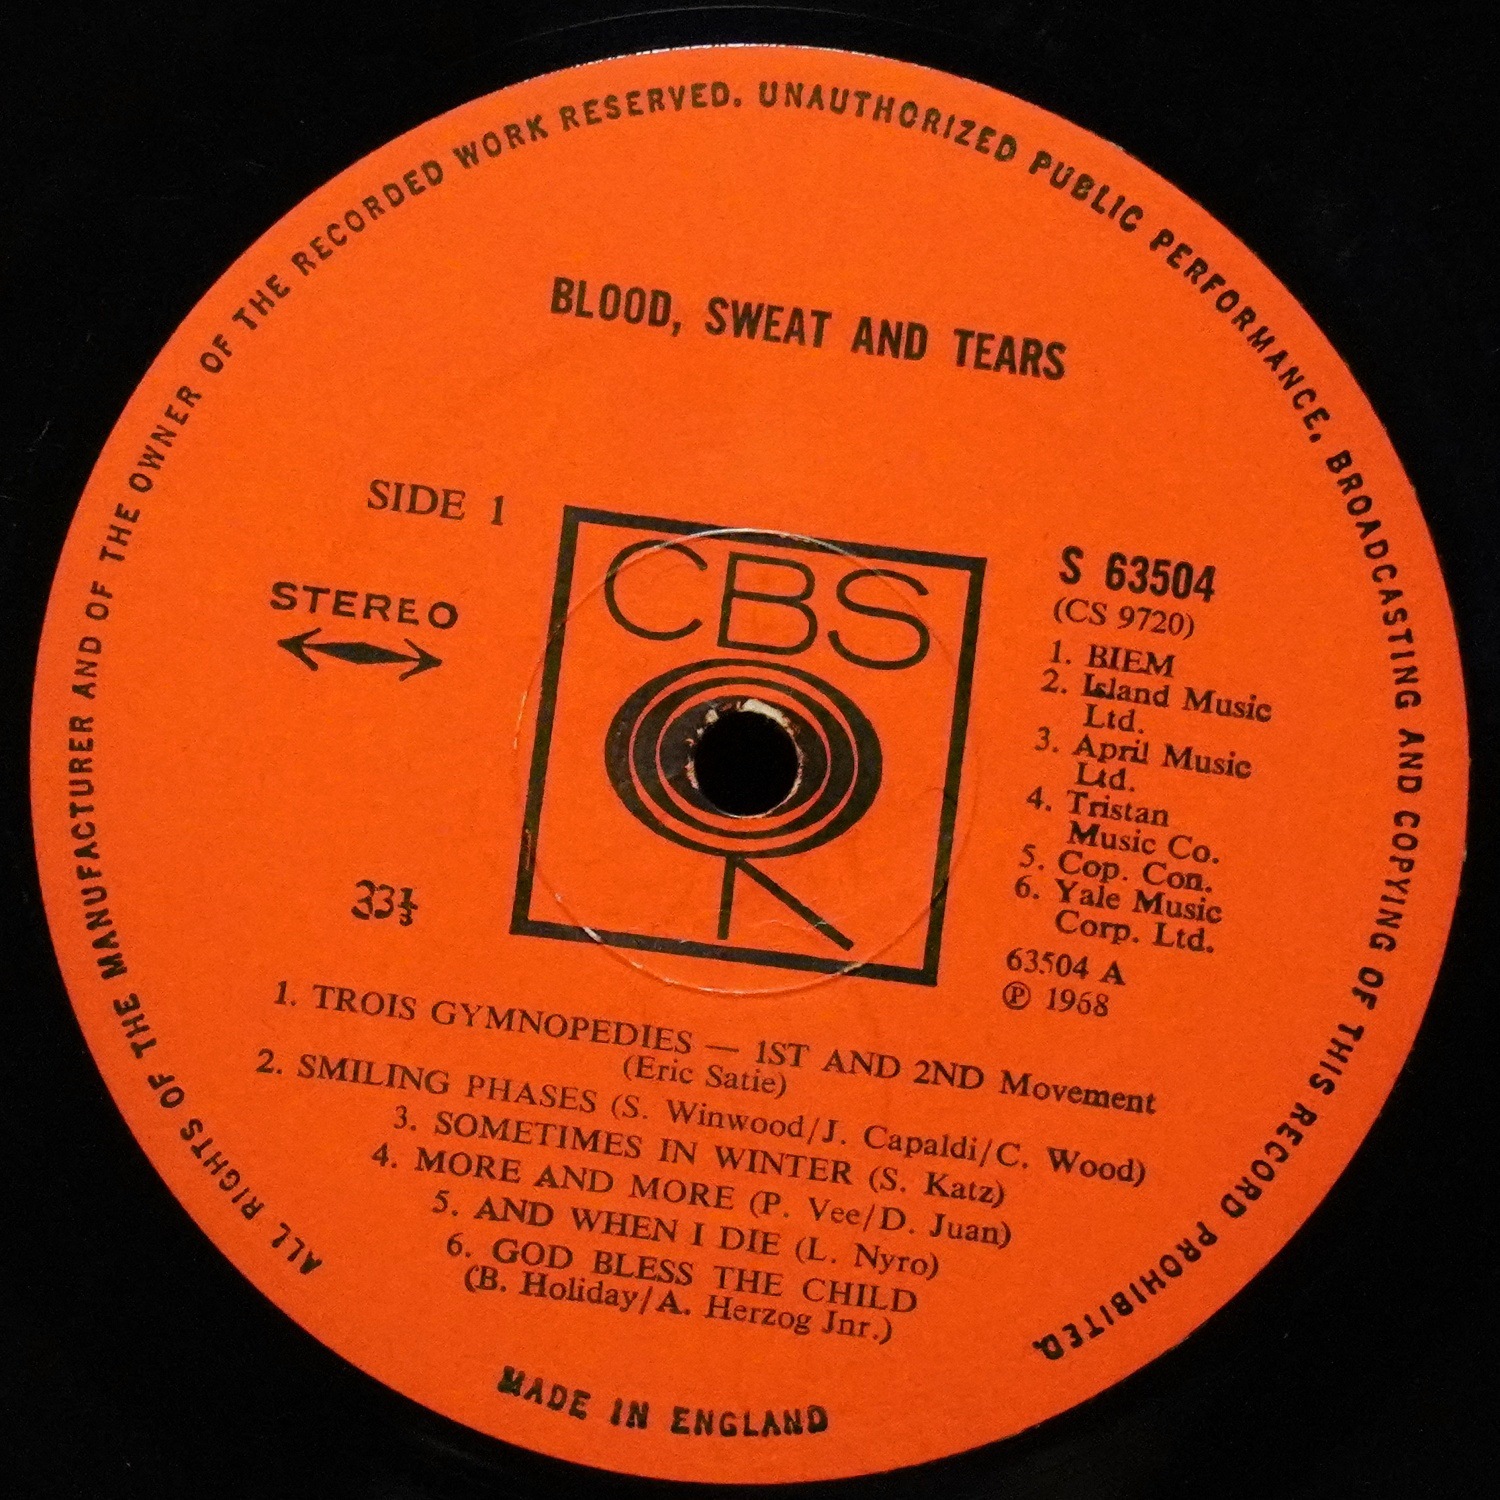 ALL RIGHTS OF THE MANUFACTURER AND OF THE OWNER OF THE RECORDED WORK RESERVED. UNAUTHORIZED PUBLIC PERFORMANCE, BROADCASTING AND COPYING OF THIS RECORD PROHIBITED.
BLOOD, SWEAT AND TEARS
SIDE 1
STEREO
33⅓
CBS
S 63504
(CS 9720)
1. BIEM
2. Island Music
Ltd.
3. April Music
Ltd.
4. Tristan
Music Co.
5. Cop. Con.
6. Yale Music
Corp. Ltd.
63504 A
℗ 1968
1. TROIS GYMNOPEDIES — 1ST AND 2ND Movement
(Eric Satie)
2. SMILING PHASES (S. Winwood/J. Capaldi/C. Wood)
3. SOMETIMES IN WINTER (S. Katz)
4. MORE AND MORE (P. Vee/D. Juan)
5. AND WHEN I DIE (L. Nyro)
6. GOD BLESS THE CHILD
(B. Holiday/A. Herzog Jnr.)
MADE IN ENGLAND